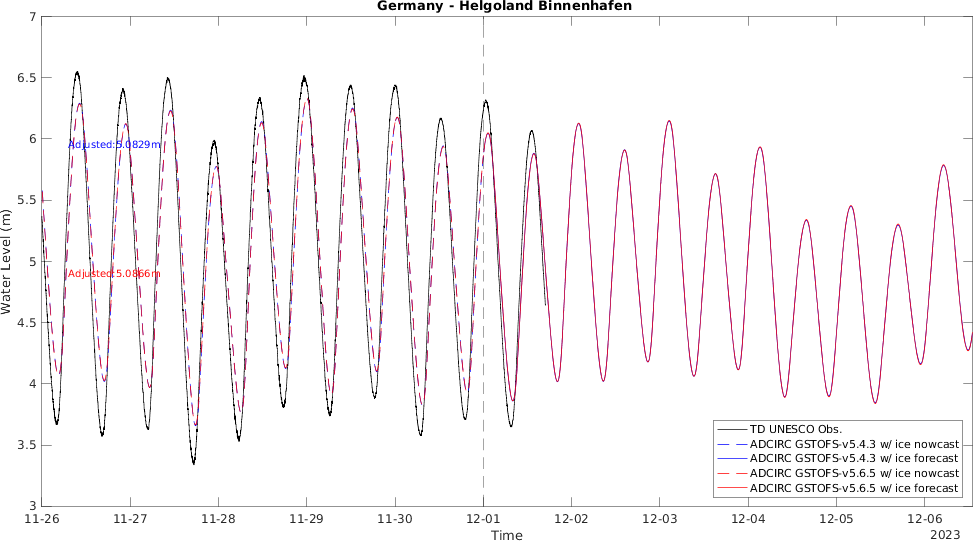 Germany - Helgoland Binnenhafen
7
6.5
6
Adjusted:5.0829m
5.5
5
Adjusted:5.0866m
Water Level (m)
4.5
4
3.5
3
TD UNESCO Obs.
ADCIRC GSTOFS-v5.4.3 w/ ice nowcast
ADCIRC GSTOFS-v5.4.3 w/ ice forecast
ADCIRC GSTOFS-v5.6.5 w/ ice nowcast
ADCIRC GSTOFS-v5.6.5 w/ ice forecast
11-26 11-27 11-28 11-29 11-30 12-01 12-02 12-03 12-04 12-05 12-06
Time
2023